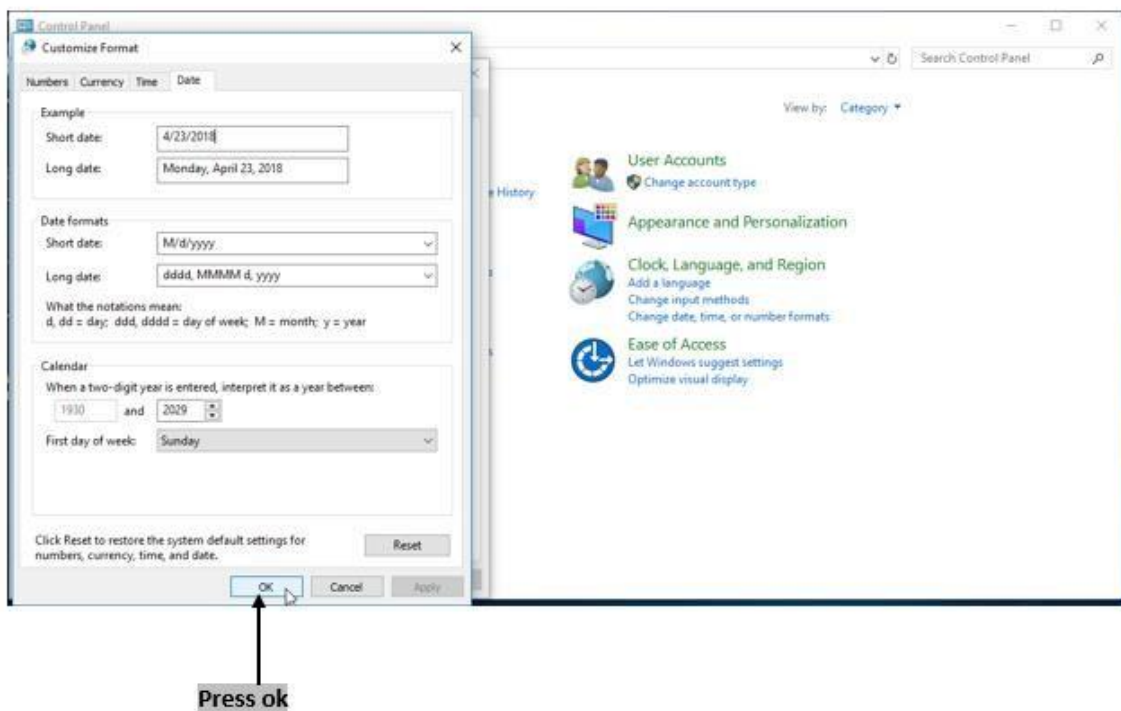 Control Panel
Customize Format
Search Control Panel
Numbers Currency Time Date
View by: Category
Example
Short date: 4/23/2018
Long date: Monday, April 23, 2018
Date formats
Short date: M/d/yyyy
Long date: dddd, MMMM d, yyyy
What the notations mean:
d, dd = day; ddd, dddd = day of week; M = month; y = year
Calendar
When a two-digit year is entered, interpret it as a year between:
1930 and 2029
First day of week: Sunday
Click Reset to restore the system default settings for
numbers, currency, time, and date.
Reset
OK Cancel Apply
History
User Accounts
Change account type
Appearance and Personalization
Clock, Language, and Region
Add a language
Change input methods
Change date, time, or number formats
Ease of Access
Let Windows suggest settings
Optimize visual display
Press ok